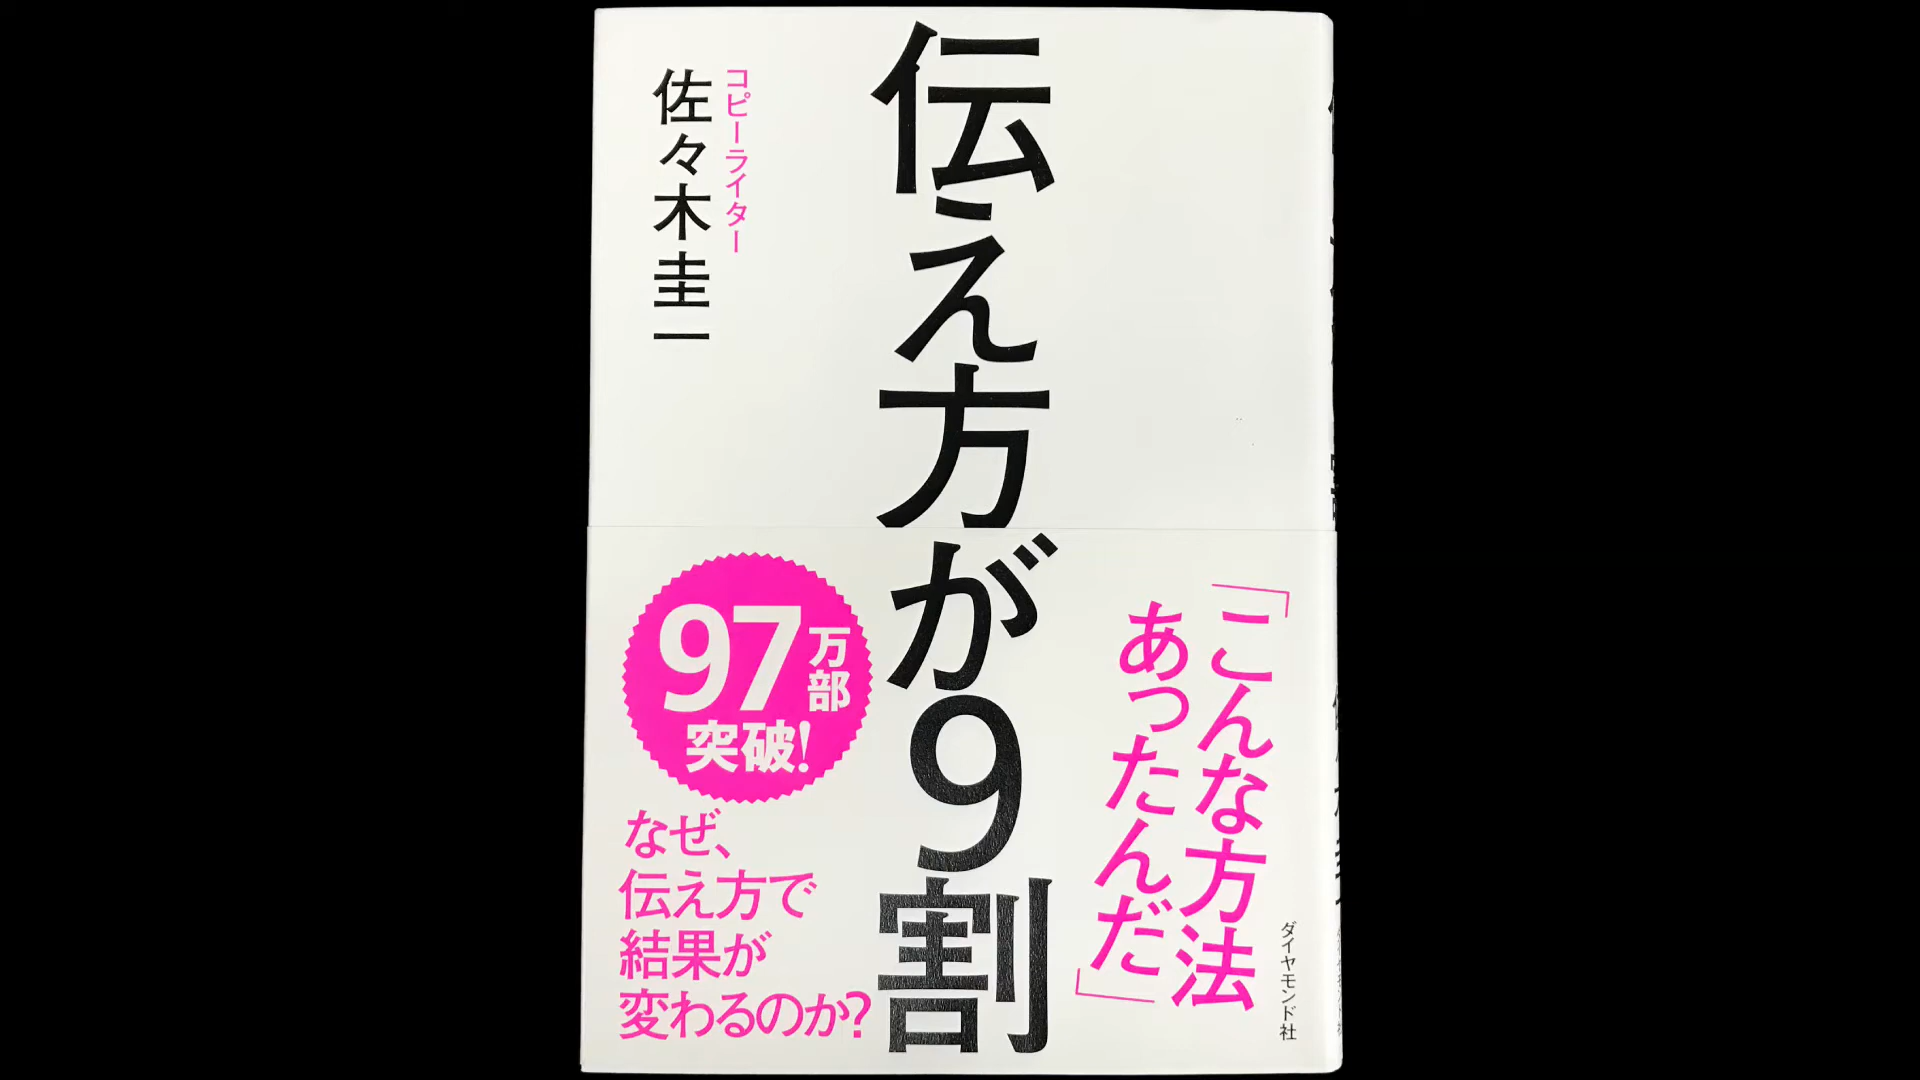 伝え方が9割
コピーライター
佐々木圭一
「こんな方法
あったんだ」
97万部
突破!
なぜ、
伝え方で
結果が
変わるのか?
ダイヤモンド社